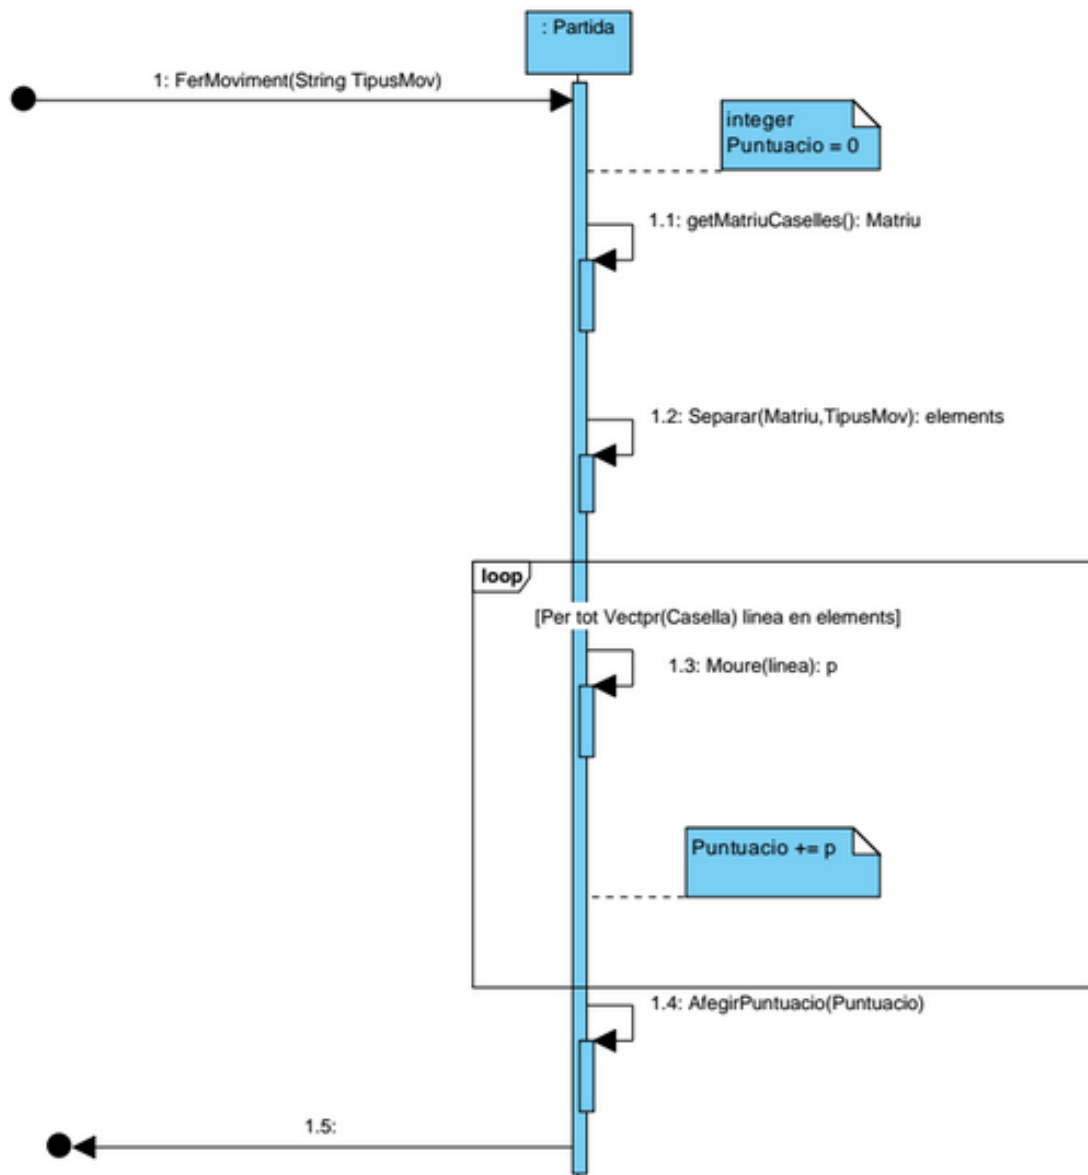 : Partida
1: FerMoviment(String TipusMov)
integer
Puntuacio = 0
1.1: getMatriuCaselles(): Matriu
1.2: Separar(Matriu,TipusMov): elements
loop
[Per tot Vectpr(Casella) linea en elements]
1.3: Moure(linea): p
Puntuacio += p
1.4: AfegirPuntuacio(Puntuacio)
1.5: